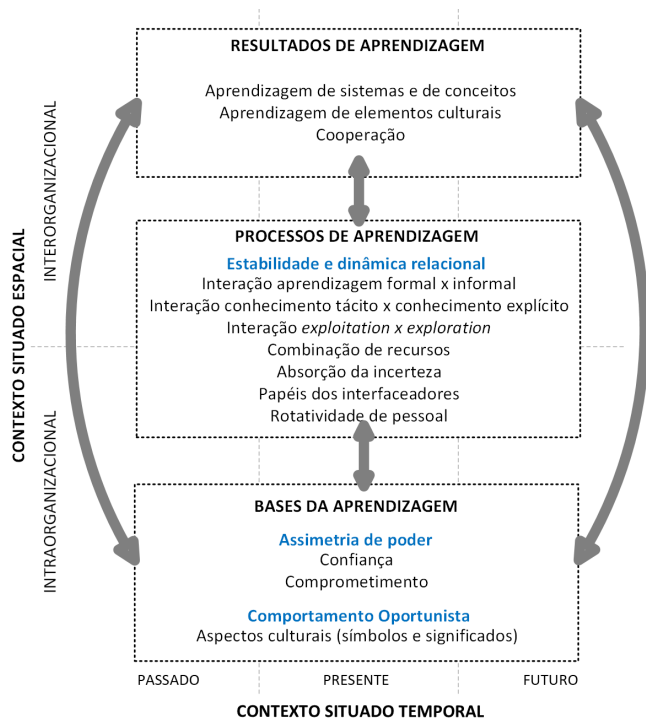 RESULTADOS DE APRENDIZAGEM
Aprendizagem de sistemas e de conceitos
Aprendizagem de elementos culturais
Cooperação
PROCESSOS DE APRENDIZAGEM
Estabilidade e dinâmica relacional
Interação aprendizagem formal x informal
Interação conhecimento tácito x conhecimento explícito
Interação exploitation x exploration
Combinação de recursos
Absorção da incerteza
Papéis dos interfaceadores
Rotatividade de pessoal
BASES DA APRENDIZAGEM
Assimetria de poder
Confiança
Comprometimento
Comportamento Oportunista
Aspectos culturais (símbolos e significados)
CONTEXTO SITUADO ESPACIAL
INTERORGANIZACIONAL
INTRAORGANIZACIONAL
PASSADO PRESENTE FUTURO
CONTEXTO SITUADO TEMPORAL